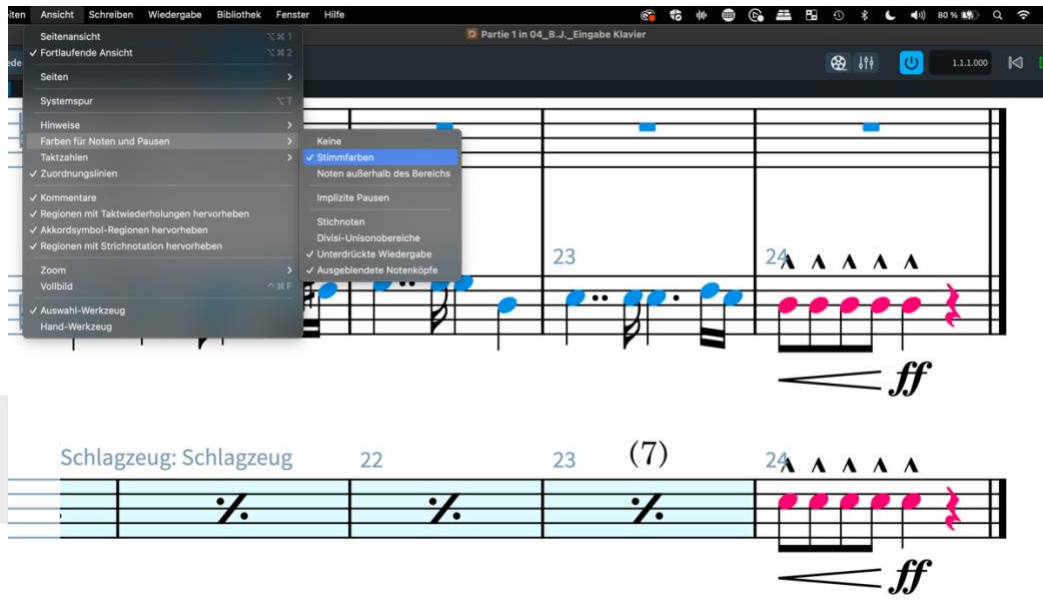 iten Ansicht Schreiben Wiedergabe Bibliothek Fenster Hilfe 80 %
Partie 1 in 04_B.J._Eingabe Klavier
ede
1.1.1.000
Seitenansicht ⌥⌘1
✓ Fortlaufende Ansicht ⌥⌘2
Seiten >
Systemspur ⌥T
Hinweise >
Farben für Noten und Pausen >
Taktzahlen >
✓ Zuordnungslinien
✓ Kommentare
✓ Regionen mit Taktwiederholungen hervorheben
✓ Akkordsymbol-Regionen hervorheben
✓ Regionen mit Strichnotation hervorheben
Zoom >
Vollbild ^⌘F
✓ Auswahl-Werkzeug
Hand-Werkzeug
Keine
✓ Stimmfarben
Noten außerhalb des Bereichs
Implizite Pausen
Stichnoten
Divisi-Unisonobereiche
✓ Unterdrückte Wiedergabe
✓ Ausgeblendete Notenköpfe
23 24
ff
Schlagzeug: Schlagzeug 22 23 (7) 24
ff